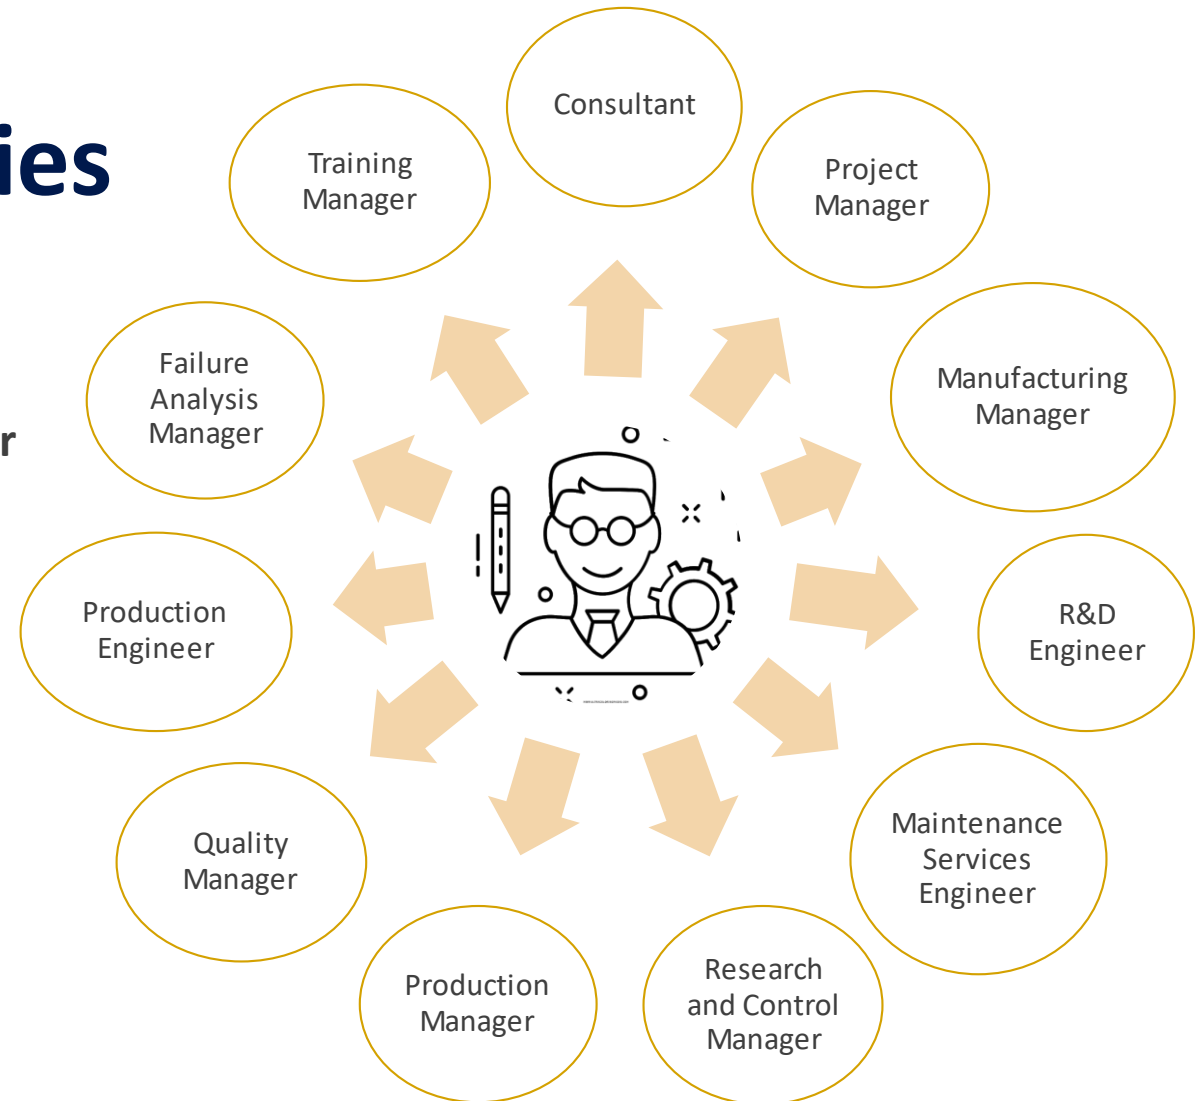 ies
r
Consultant
Project
Manager
Manufacturing
Manager
R&D
Engineer
Maintenance
Services
Engineer
Research
and Control
Manager
Production
Manager
Quality
Manager
Production
Engineer
Failure
Analysis
Manager
Training
Manager